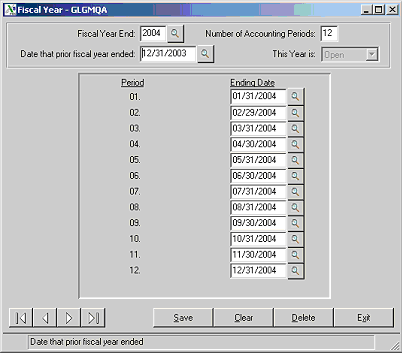 Fiscal Year - GLGMQA
Fiscal Year End: 2004 Number of Accounting Periods: 12
Date that prior fiscal year ended: 12/31/2003 This Year is: Open
Period Ending Date
01. 01/31/2004
02. 02/29/2004
03. 03/31/2004
04. 04/30/2004
05. 05/31/2004
06. 06/30/2004
07. 07/31/2004
08. 08/31/2004
09. 09/30/2004
10. 10/31/2004
11. 11/30/2004
12. 12/31/2004
Save Clear Delete Exit
Date that prior fiscal year ended